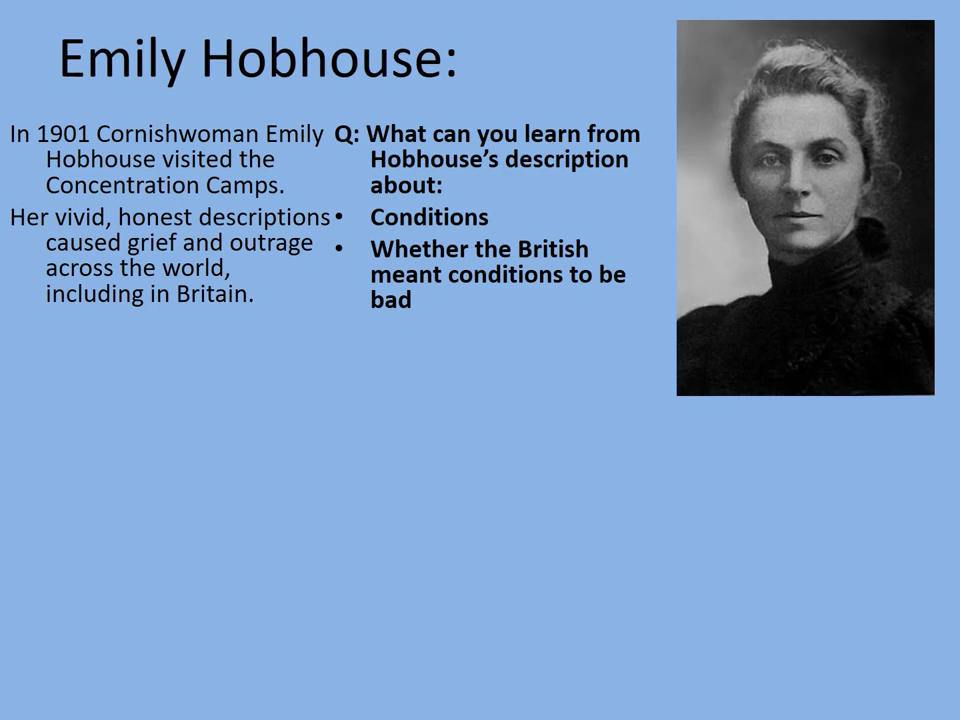 Emily Hobhouse:
In 1901 Cornishwoman Emily
Hobhouse visited the
Concentration Camps.
Her vivid, honest descriptions
caused grief and outrage
across the world,
including in Britain.
Q: What can you learn from
Hobhouse’s description
about:
• Conditions
• Whether the British
meant conditions to be
bad